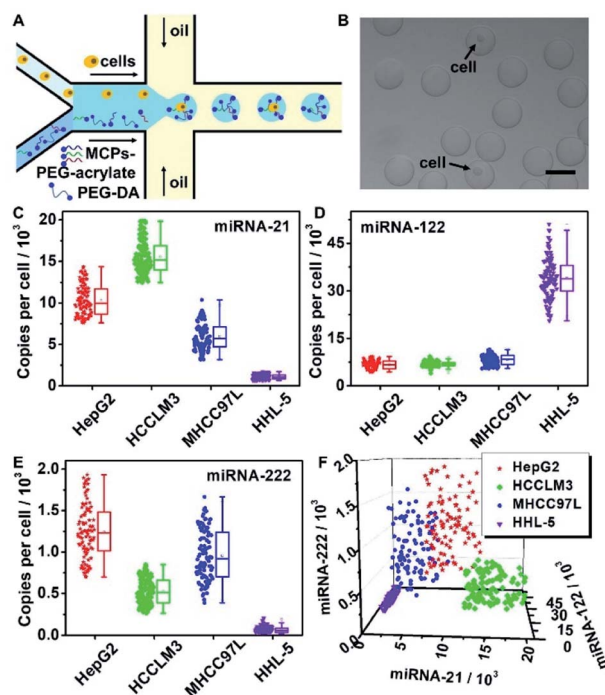 A
oil
cells
MCPs-
PEG-acrylate
PEG-DA
oil
B
cell
cell
C
miRNA-21
Copies per cell / 10³
20
15
10
5
0
HepG2
HCCLM3
MHCC97L
HHL-5
D
miRNA-122
Copies per cell / 10³
45
30
15
0
HepG2
HCCLM3
MHCC97L
HHL-5
E
miRNA-222
Copies per cell / 10³
2.0
1.5
1.0
0.5
0.0
HepG2
HCCLM3
MHCC97L
HHL-5
F
HepG2
HCCLM3
MHCC97L
HHL-5
miRNA-222 / 10³
2.0
1.5
1.0
0.5
0.0
5
10
15
20
miRNA-21 / 10³
45
30
15
0
miRNA-122 / 10³